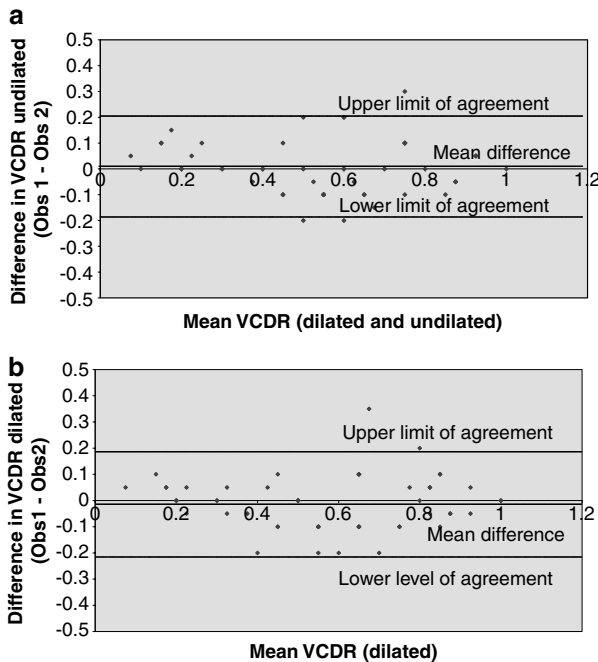 a
Difference in VCDR undilated
(Obs 1 - Obs 2)
0.5
0.4
0.3
0.2
0.1
0
-0.1
-0.2
-0.3
-0.4
-0.5
Upper limit of agreement
Mean difference
0 0.2 0.4 0.6 0.8 1 1.2
Lower limit of agreement
Mean VCDR (dilated and undilated)
b
Difference in VCDR dilated
(Obs1 - Obs2)
0.5
0.4
0.3
0.2
0.1
0
-0.1
-0.2
-0.3
0.4
0.5
Upper limit of agreement
0 0.2 0.4 0.6 0.8 1 1.2
Mean difference
Lower level of agreement
Mean VCDR (dilated)